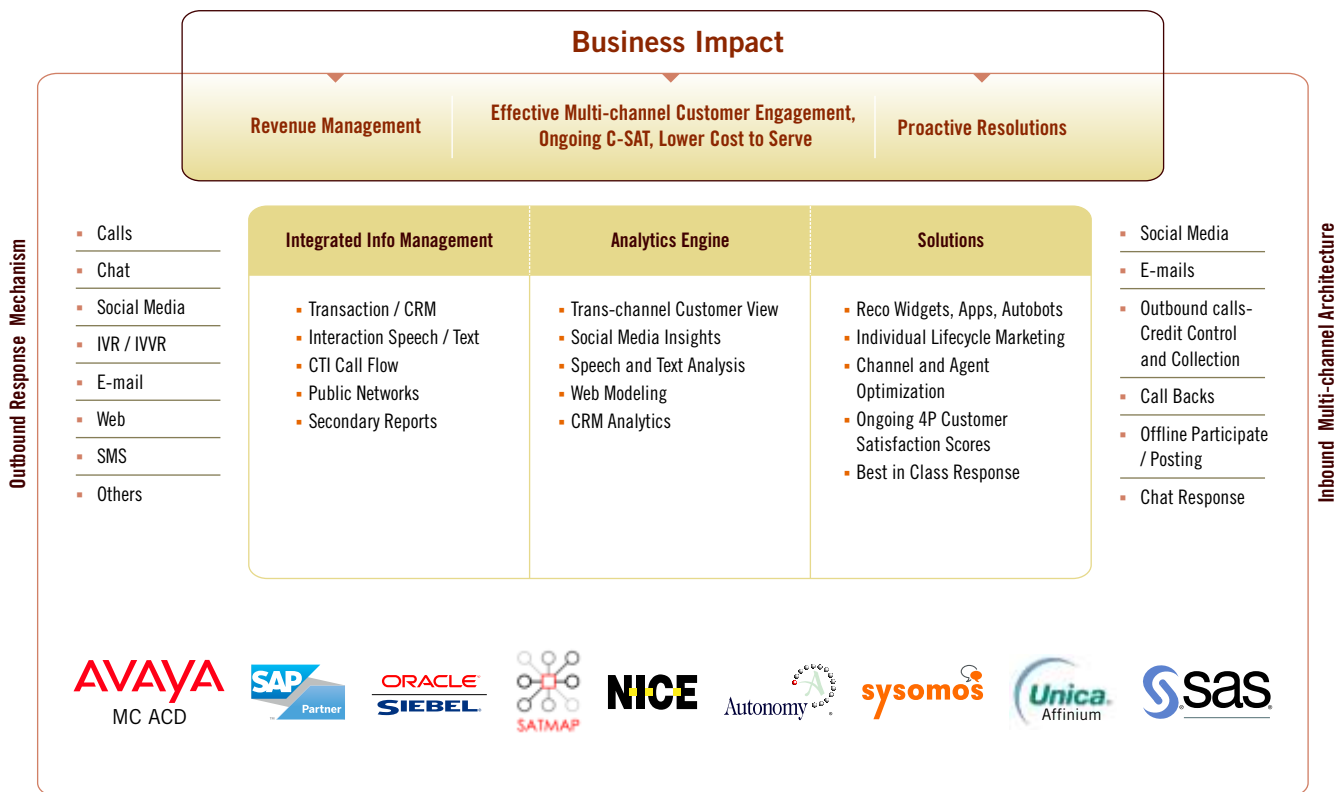 Business Impact
Revenue Management
Effective Multi-channel Customer Engagement,
Ongoing C-SAT, Lower Cost to Serve
Proactive Resolutions
Outbound Response Mechanism
Calls
Chat
Social Media
IVR / IVVR
E-mail
Web
SMS
Others
Integrated Info Management
Transaction / CRM
Interaction Speech / Text
CTI Call Flow
Public Networks
Secondary Reports
Analytics Engine
Trans-channel Customer View
Social Media Insights
Speech and Text Analysis
Web Modeling
CRM Analytics
Solutions
Reco Widgets, Apps, Autobots
Individual Lifecycle Marketing
Channel and Agent
Optimization
Ongoing 4P Customer
Satisfaction Scores
Best in Class Response
Social Media
E-mails
Outbound calls-
Credit Control
and Collection
Call Backs
Offline Participate
/ Posting
Chat Response
Inbound Multi-channel Architecture
AVAYA
MC ACD
SAP
Partner
ORACLE
SIEBEL
SATMAP
NICE
Autonomy
A
sysomos
Unica
Affinium
sas